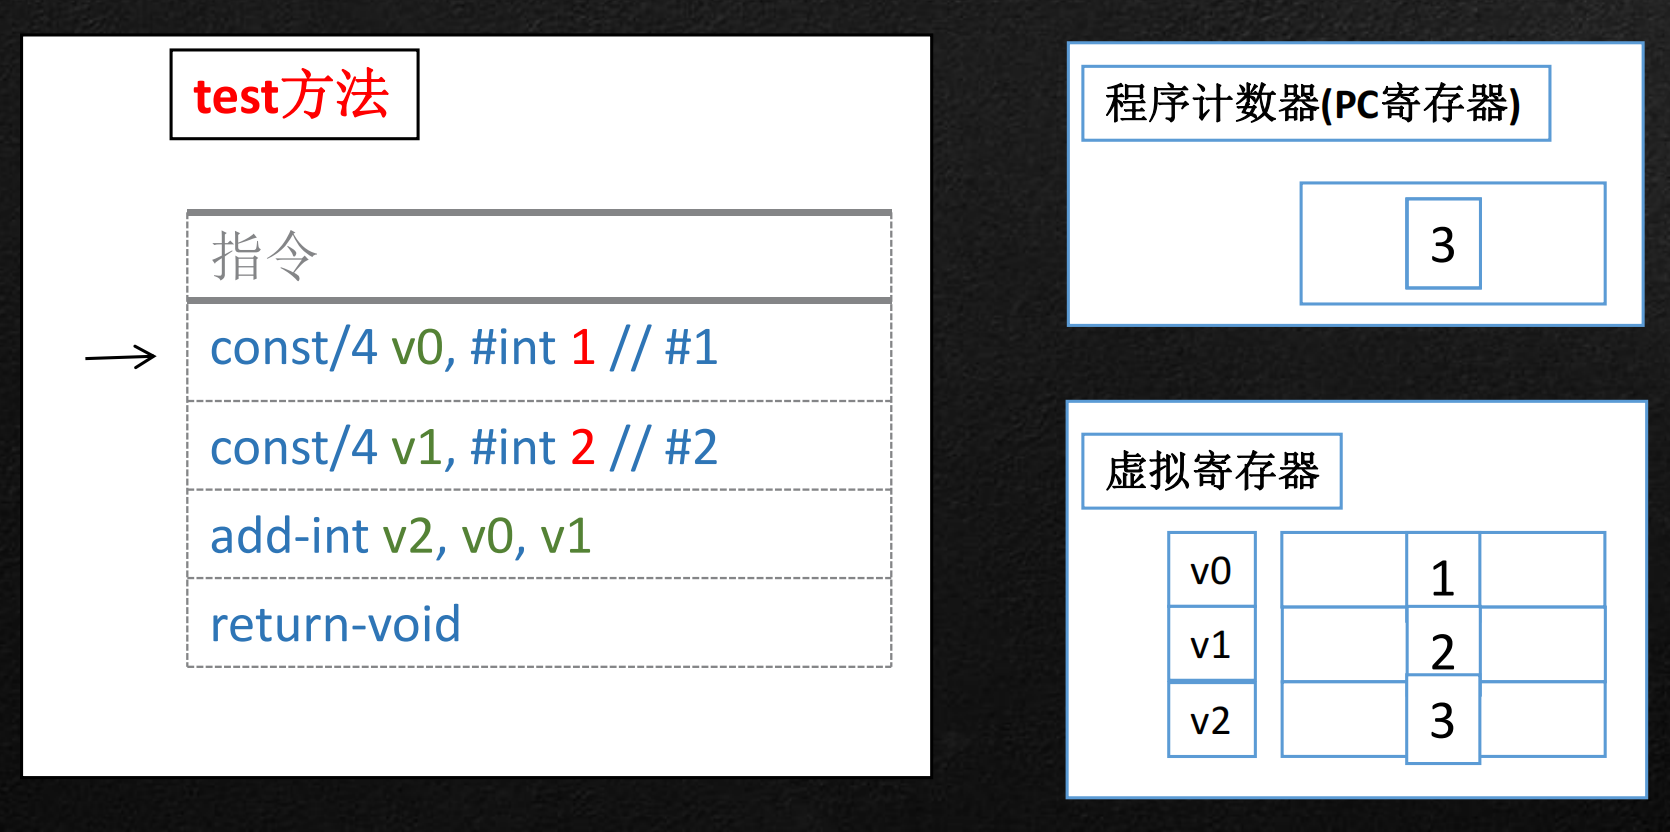 test方法
指令
const/4 v0, #int 1 // #1
const/4 v1, #int 2 // #2
add-int v2, v0, v1
return-void
程序计数器(PC寄存器)
3
虚拟寄存器
v0 1
v1 2
v2 3